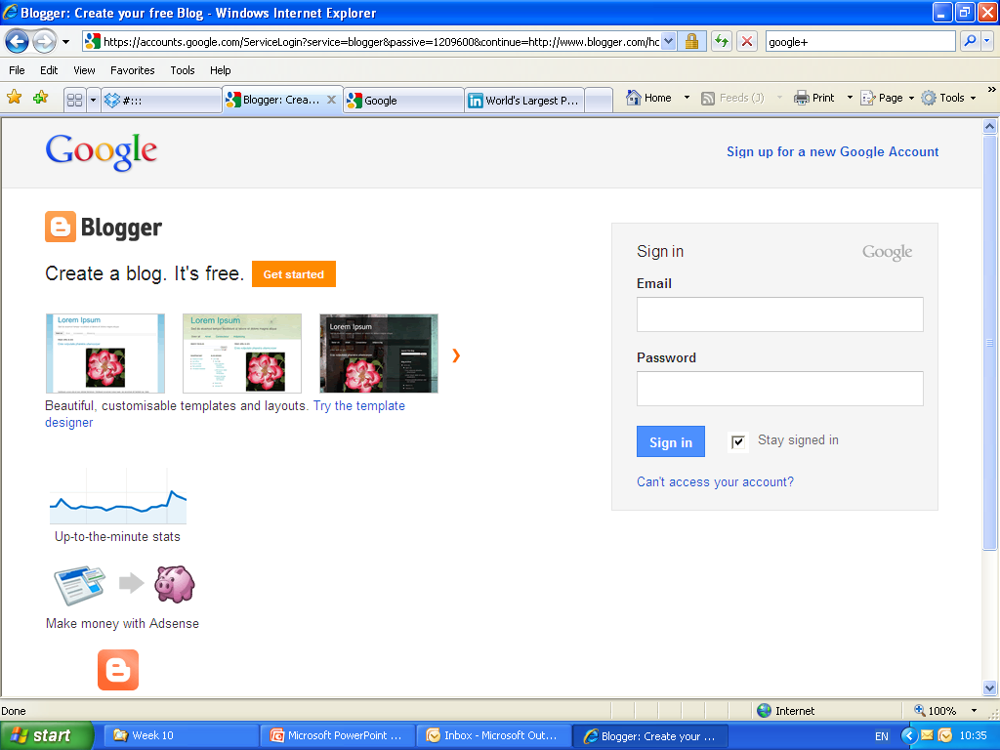 Blogger: Create your free Blog - Windows Internet Explorer
https://accounts.google.com/ServiceLogin?service=blogger&passive=1209600&continue=http://www.blogger.com/hc
google+
File Edit View Favorites Tools Help
#:::
Blogger: Crea...
Google
World's Largest P...
Home
Feeds (J)
Print
Page
Tools
Google
Sign up for a new Google Account
Blogger
Create a blog. It's free. Get started
Lorem Ipsum
Lorem Ipsum
Lorem Ipsum
Beautiful, customisable templates and layouts. Try the template
designer
Up-to-the-minute stats
Make money with Adsense
Sign in
Google
Email
Password
Sign in
Stay signed in
Can't access your account?
Done
Internet
100%
start
Week 10
Microsoft PowerPoint ...
Inbox - Microsoft Out...
Blogger: Create your ...
EN
10:35